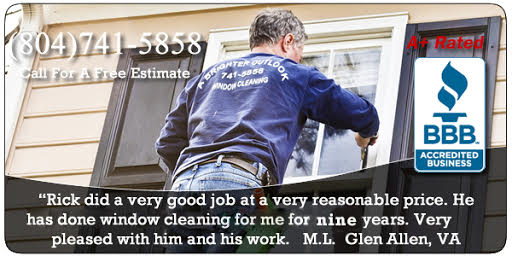 (804)741-5858
A+ Rated
Call For A Free Estimate
A BRIGHTER OUTLOOK
741-5858
WINDOW CLEANING
BBB
ACCREDITED
BUSINESS
“Rick did a very good job at a very reasonable price. He
has done window cleaning for me for nine years. Very
pleased with him and his work.   M.L.  Glen Allen, VA